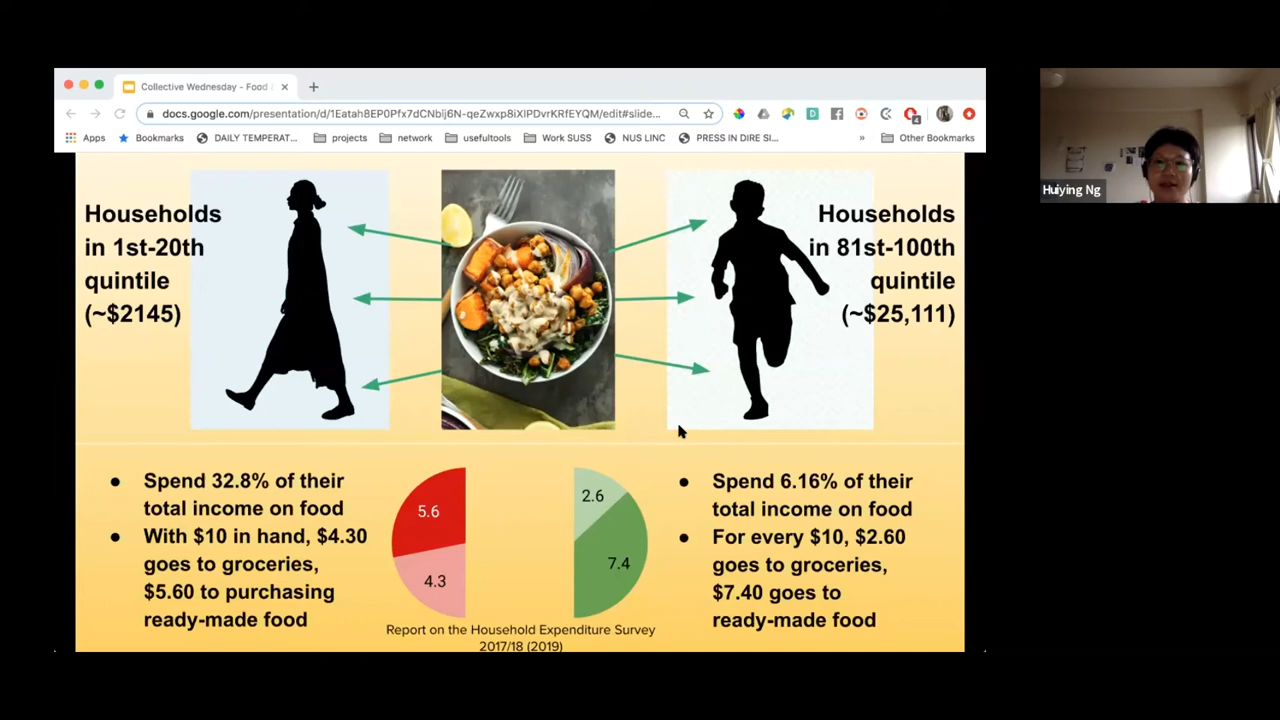 Collective Wednesday - Food &
docs.google.com/presentation/d/1Eatah8EP0Pfx7dCNbij6N-qeZwxp8iXlPDvrKRfEYQM/edit#slide...
4
Apps Bookmarks DAILY TEMPERAT... projects network usefultools Work SUSS NUS LINC PRESS IN DIRE SI... » Other Bookmarks
Huiying Ng
Households
in 1st-20th
quintile
(~$2145)
Households
in 81st-100th
quintile
(~$25,111)
Spend 32.8% of their
total income on food
With $10 in hand, $4.30
goes to groceries,
$5.60 to purchasing
ready-made food
5.6
4.3
2.6
7.4
Report on the Household Expenditure Survey
2017/18 (2019)
Spend 6.16% of their
total income on food
For every $10, $2.60
goes to groceries,
$7.40 goes to
ready-made food